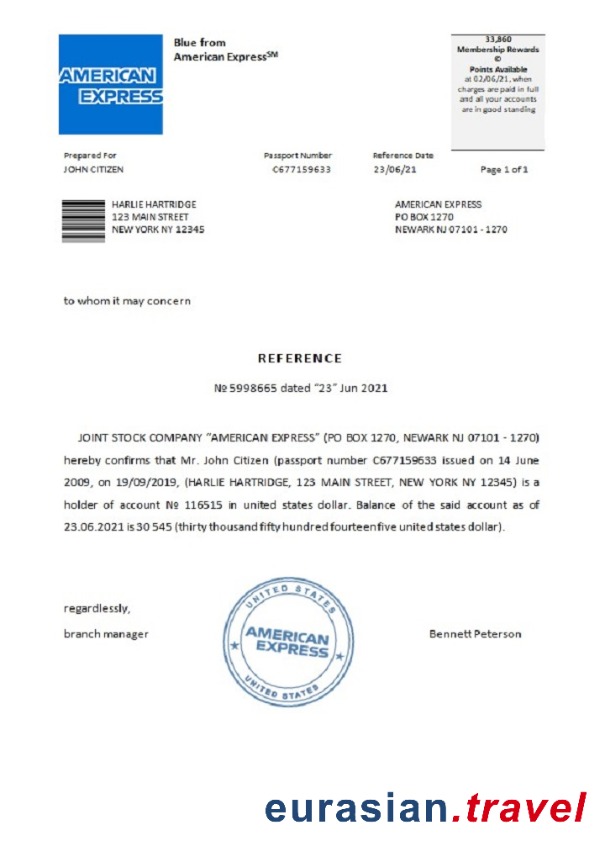 AMERICAN
EXPRESS
Blue from
American Express℠
33,860
Membership Rewards
©
Points Available
at 02/06/21, when
charges are paid in full
and all your accounts
are in good standing
Prepared For
JOHN CITIZEN
Passport Number
C677159633
Reference Date
23/06/21
Page 1 of 1
HARLIE HARTRIDGE
123 MAIN STREET
NEW YORK NY 12345
AMERICAN EXPRESS
PO BOX 1270
NEWARK NJ 07101 - 1270
to whom it may concern
REFERENCE
№ 5998665 dated "23" Jun 2021
JOINT STOCK COMPANY "AMERICAN EXPRESS" (PO BOX 1270, NEWARK NJ 07101 - 1270)
hereby confirms that Mr. John Citizen (passport number C677159633 issued on 14 June
2009, on 19/09/2019, (HARLIE HARTRIDGE, 123 MAIN STREET, NEW YORK NY 12345) is a
holder of account № 116515 in united states dollar. Balance of the said account as of
23.06.2021 is 30 545 (thirty thousand fifty hundred fourteenfive united states dollar).
regardlessly,
branch manager
UNITED STATES
AMERICAN
EXPRESS
UNITED STATES
Bennett Peterson
eurasian.travel